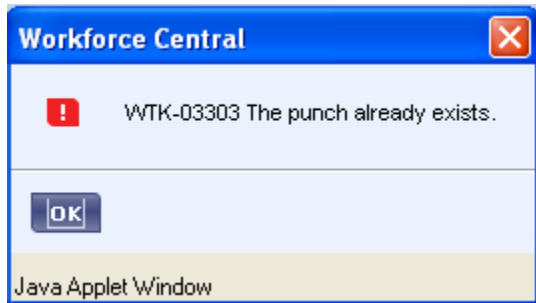 Workforce Central
WTK-03303 The punch already exists.
OK
Java Applet Window